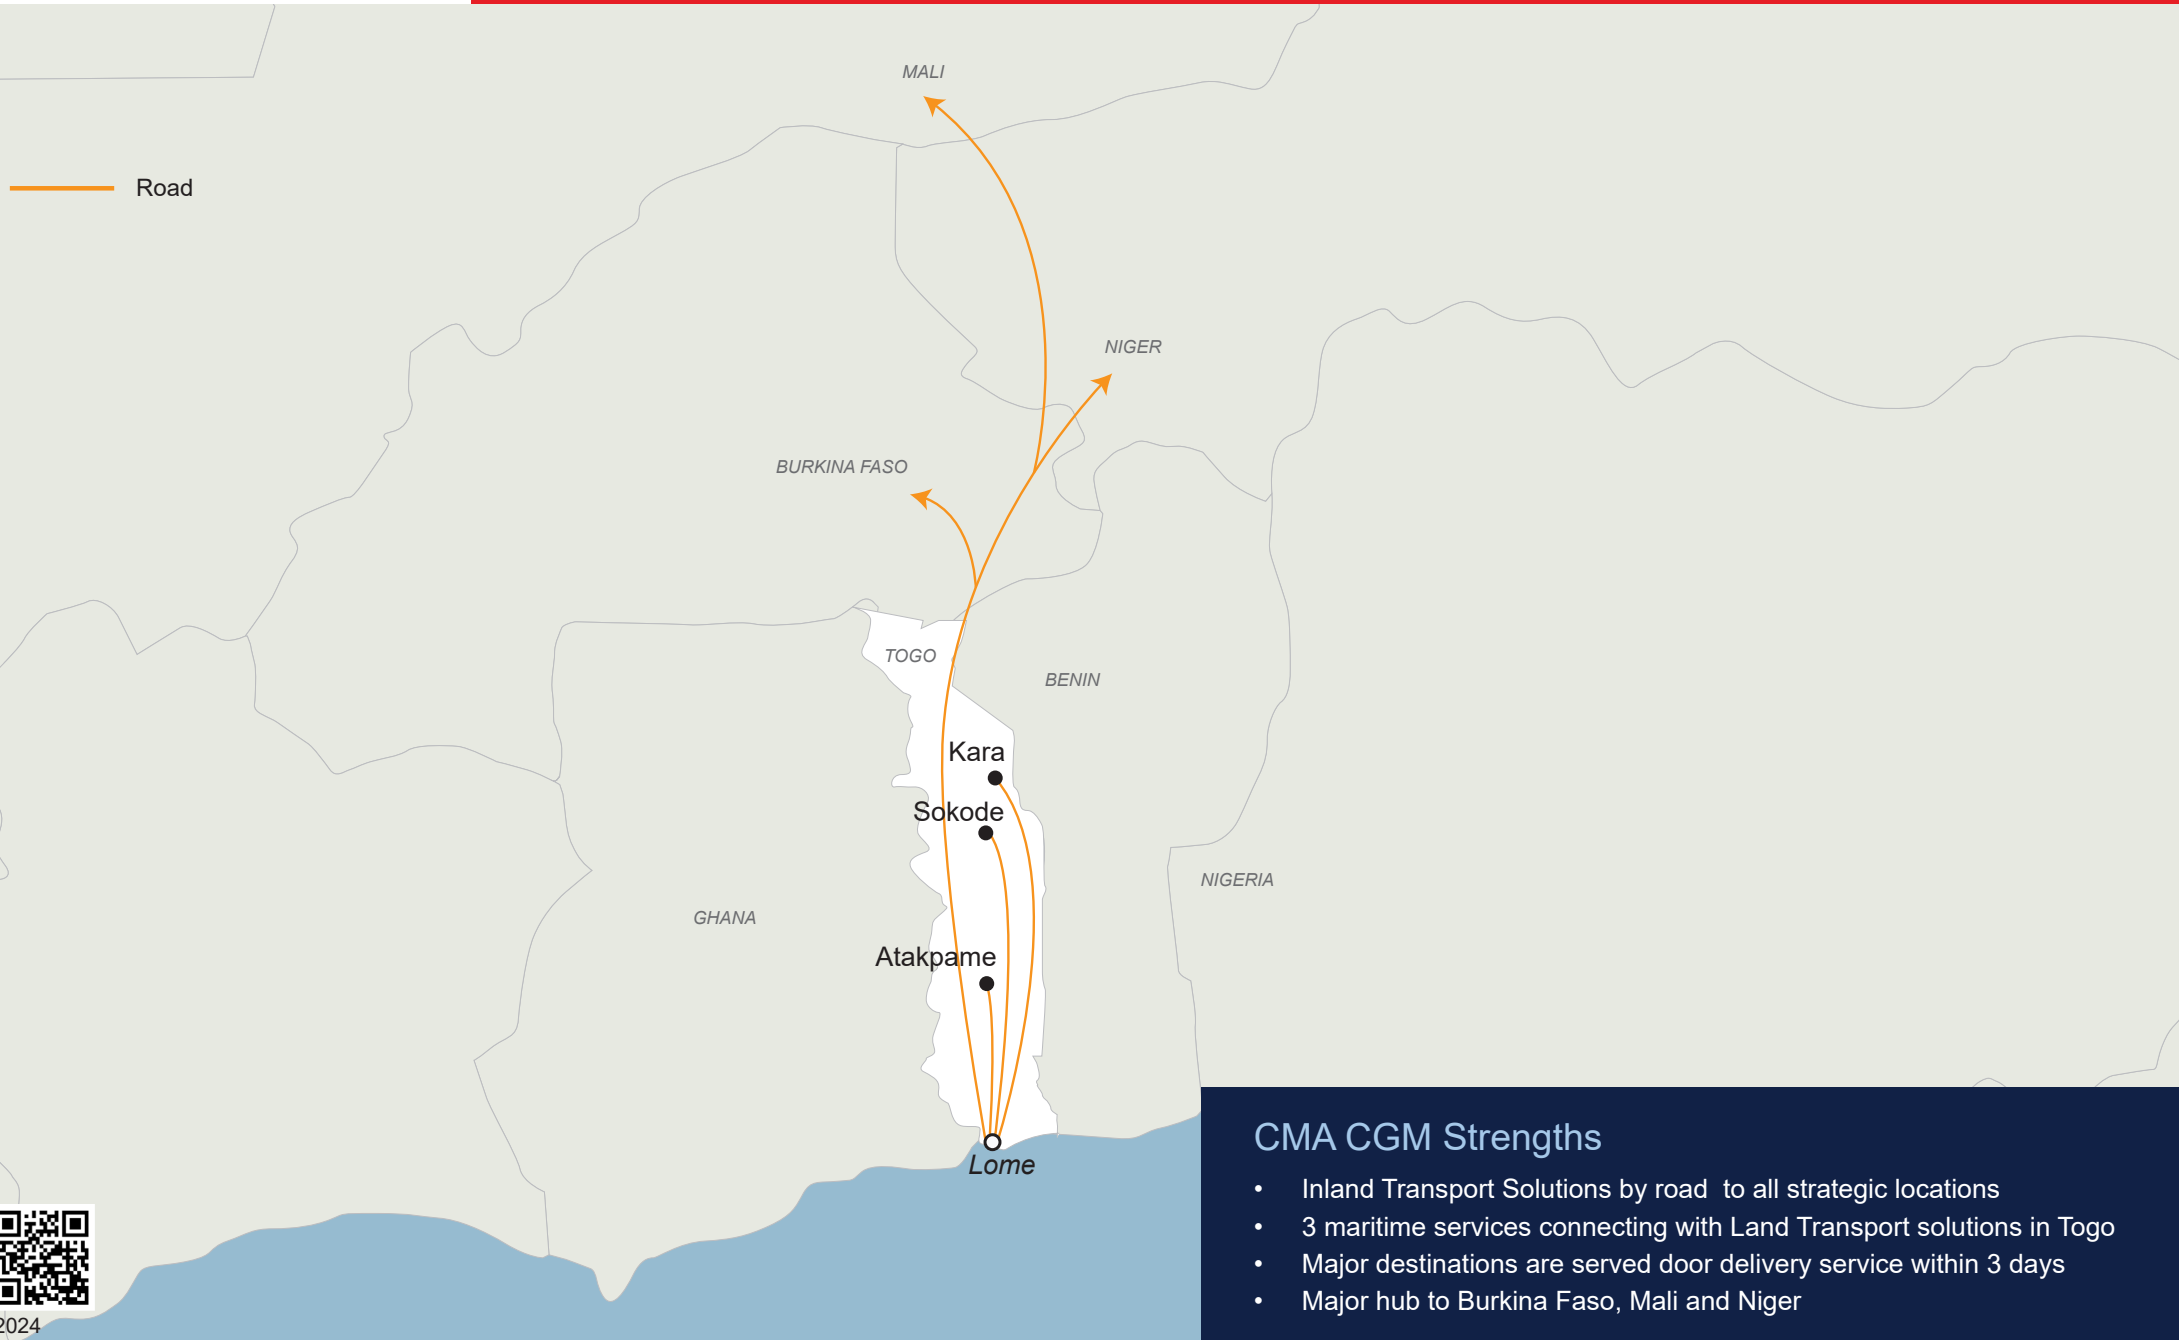 MALI
Road
NIGER
BURKINA FASO
TOGO
BENIN
Kara
Sokode
NIGERIA
GHANA
Atakpame
Lome
CMA CGM Strengths
• Inland Transport Solutions by road  to all strategic locations
• 3 maritime services connecting with Land Transport solutions in Togo
• Major destinations are served door delivery service within 3 days
• Major hub to Burkina Faso, Mali and Niger
2024